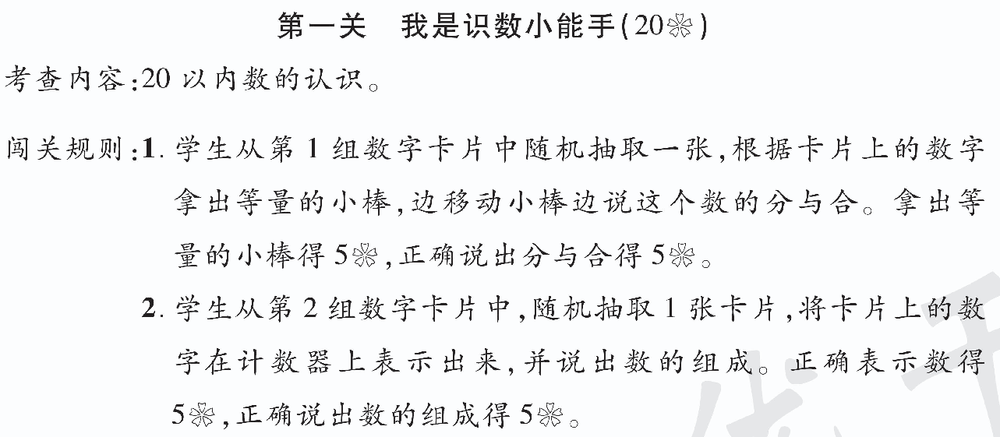 第一关 我是识数小能手(20❀)
考查内容:20 以内数的认识。
闯关规则:1. 学生从第 1 组数字卡片中随机抽取一张,根据卡片上的数字
拿出等量的小棒,边移动小棒边说这个数的分与合。拿出等
量的小棒得 5❀,正确说出分与合得 5❀。
2. 学生从第 2 组数字卡片中,随机抽取 1 张卡片,将卡片上的数
字在计数器上表示出来,并说出数的组成。正确表示数得
5❀,正确说出数的组成得 5❀。